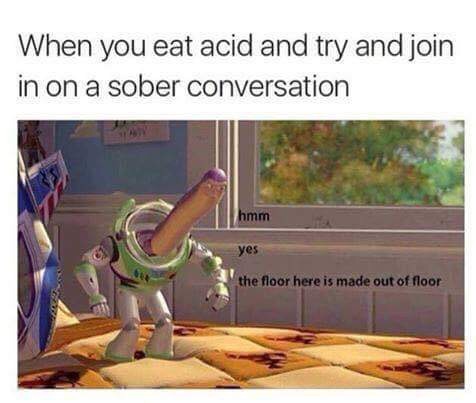 When you eat acid and try and join
in on a sober conversation
hmm
yes
the floor here is made out of floor